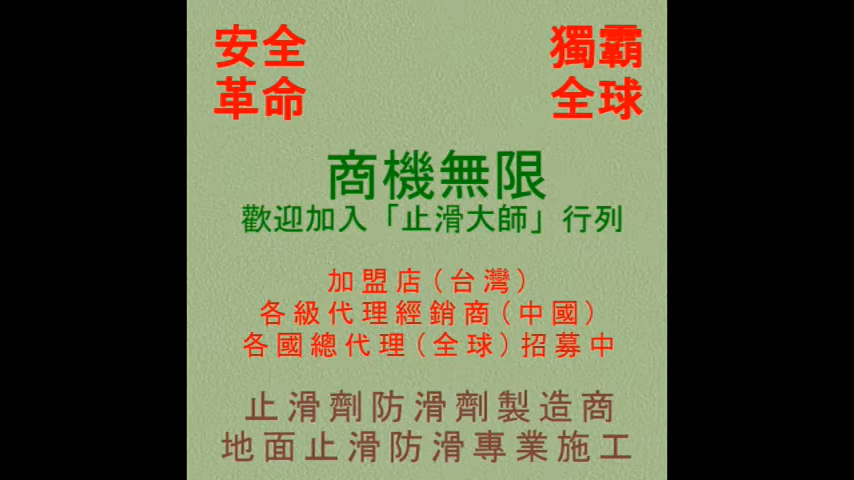 安全 獨霸
革命 全球
商機無限
歡迎加入「止滑大師」行列
加盟店(台灣)
各級代理經銷商(中國)
各國總代理(全球)招募中
止滑劑防滑劑製造商
地面止滑防滑專業施工